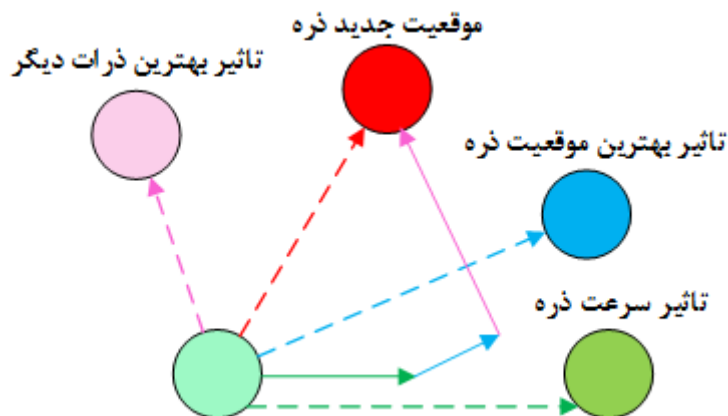 موقعیت جدید ذره
تاثیر بهترین ذرات دیگر
تاثیر بهترین موقعیت ذره
تاثیر سرعت ذره